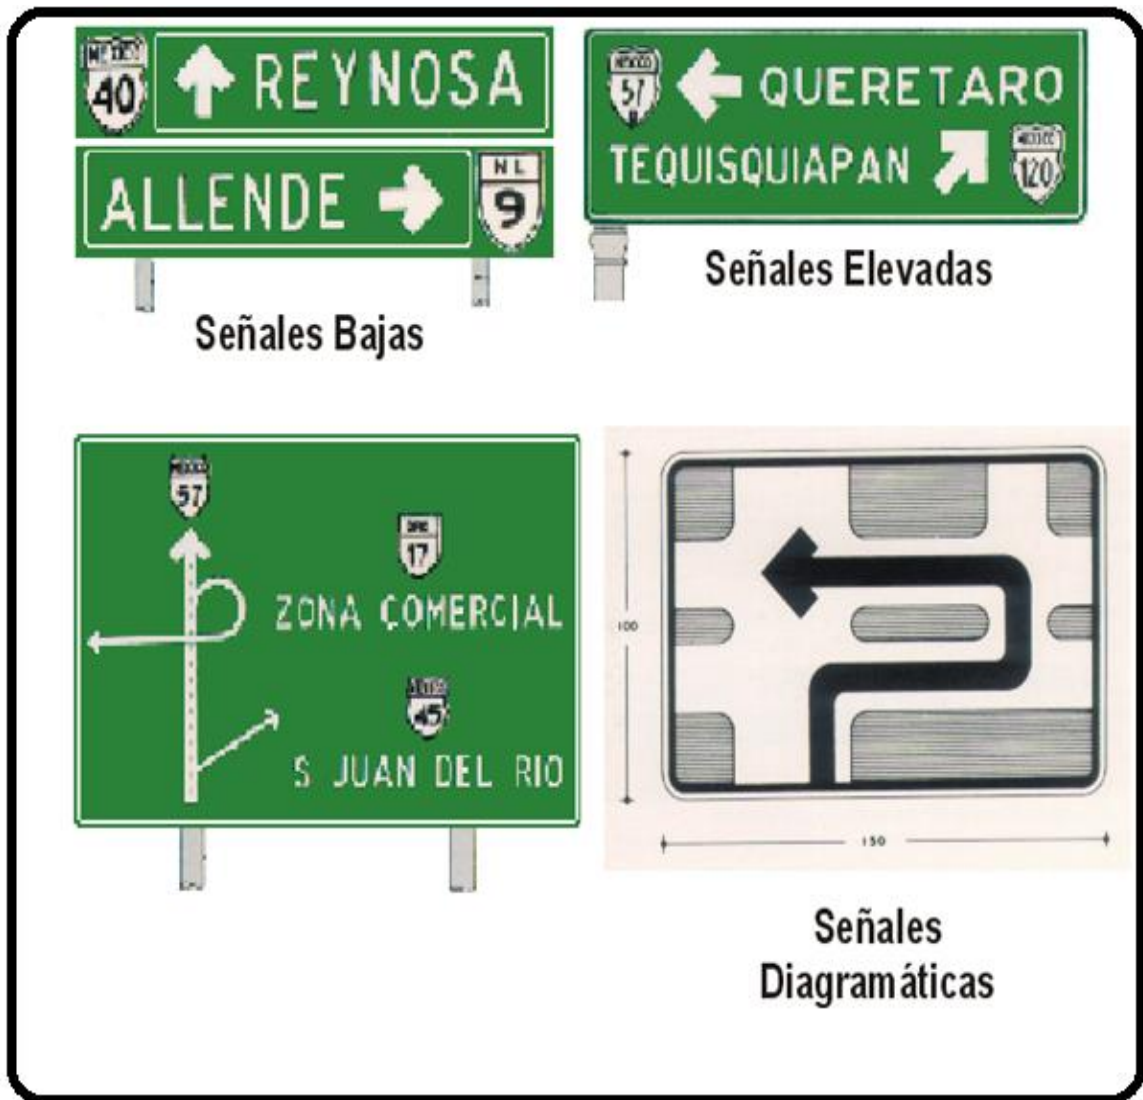 MEXICO
40
REYNOSA
ALLENDE
NL
9
Señales Bajas
MEXICO
57
QUERETARO
TEQUISQUIAPAN
MEXICO
120
Señales Elevadas
MEXICO
57
17
ZONA COMERCIAL
45
S JUAN DEL RIO
100
150
Señales
Diagramáticas